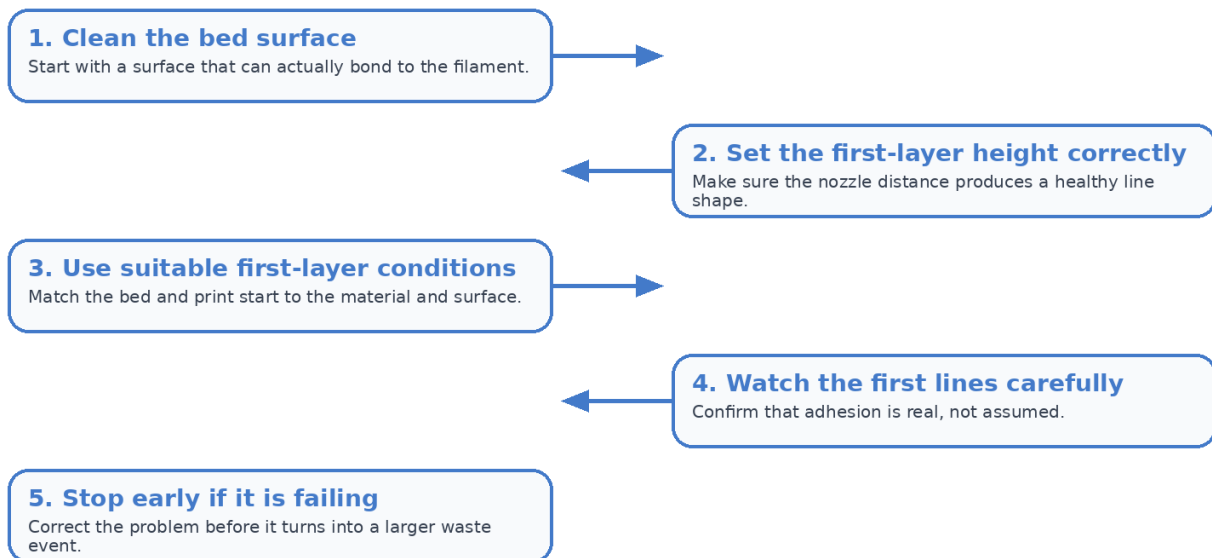 1. Clean the bed surface
Start with a surface that can actually bond to the filament.
2. Set the first-layer height correctly
Make sure the nozzle distance produces a healthy line
shape.
3. Use suitable first-layer conditions
Match the bed and print start to the material and surface.
4. Watch the first lines carefully
Confirm that adhesion is real, not assumed.
5. Stop early if it is failing
Correct the problem before it turns into a larger waste
event.